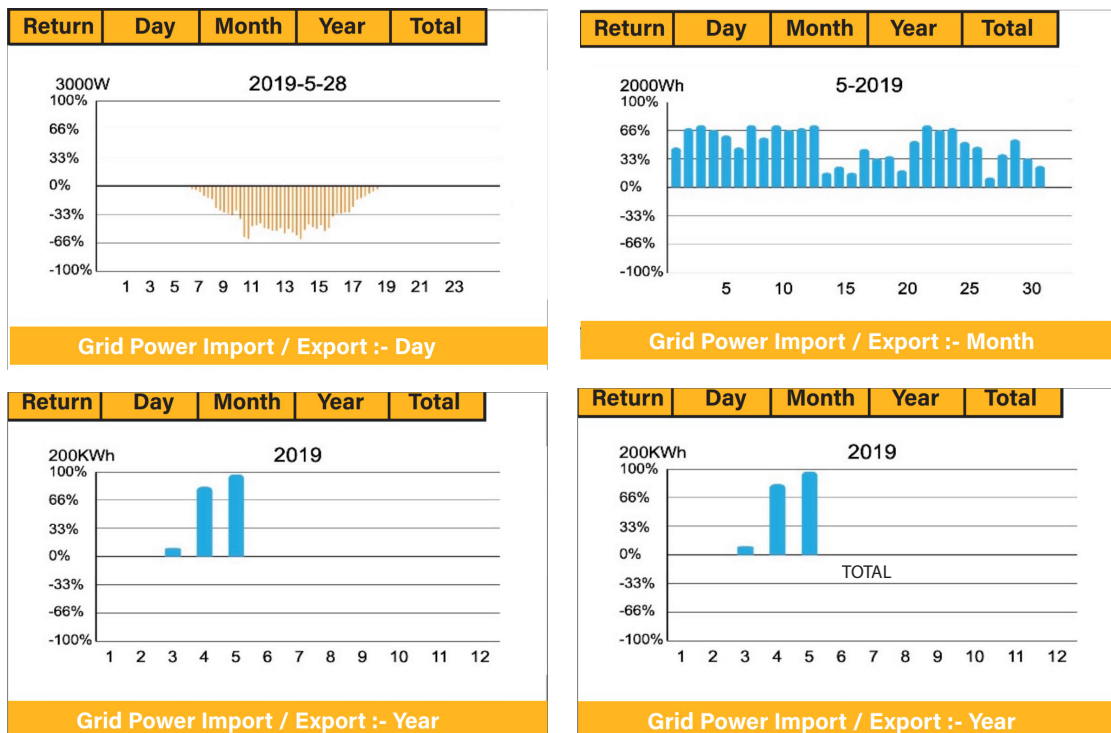 Return Day Month Year Total
3000W 2019-5-28
100%
66%
33%
0%
-33%
-66%
-100%
1 3 5 7 9 11 13 15 17 19 21 23
Grid Power Import / Export :- Day
Return Day Month Year Total
2000Wh 5-2019
100%
66%
33%
0%
-33%
-66%
-100%
5 10 15 20 25 30
Grid Power Import / Export :- Month
Return Day Month Year Total
200KWh 2019
100%
66%
33%
0%
-33%
-66%
-100%
1 2 3 4 5 6 7 8 9 10 11 12
Grid Power Import / Export :- Year
Return Day Month Year Total
200KWh 2019
100%
66%
33%
0%
TOTAL
-33%
-66%
-100%
1 2 3 4 5 6 7 8 9 10 11 12
Grid Power Import / Export :- Year